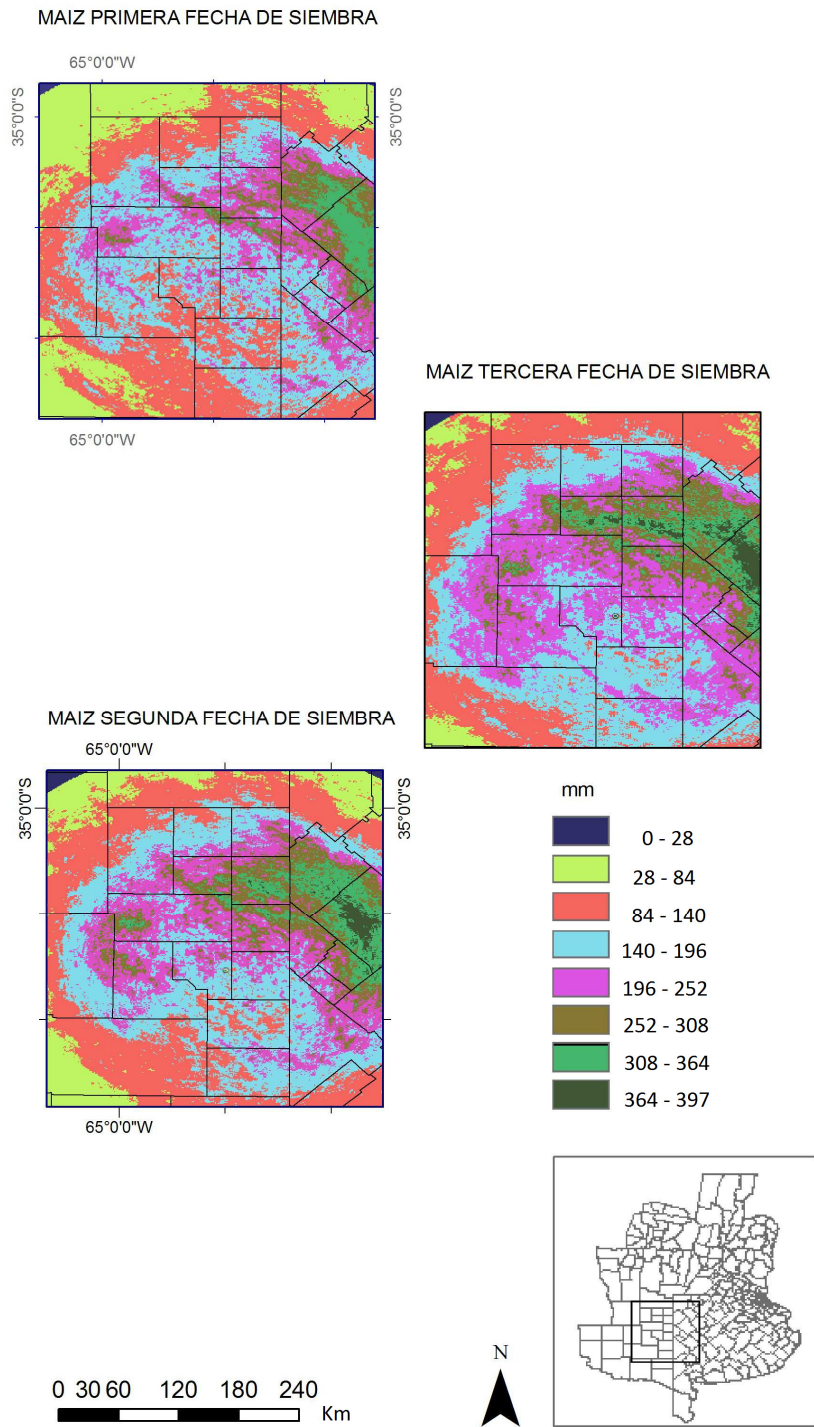 MAIZ PRIMERA FECHA DE SIEMBRA
65°0'0"W
35°0'0"S
35°0'0"S
65°0'0"W
MAIZ TERCERA FECHA DE SIEMBRA
MAIZ SEGUNDA FECHA DE SIEMBRA
65°0'0"W
35°0'0"S
35°0'0"S
65°0'0"W
mm
0 - 28
28 - 84
84 - 140
140 - 196
196 - 252
252 - 308
308 - 364
364 - 397
N
0 30 60 120 180 240
Km